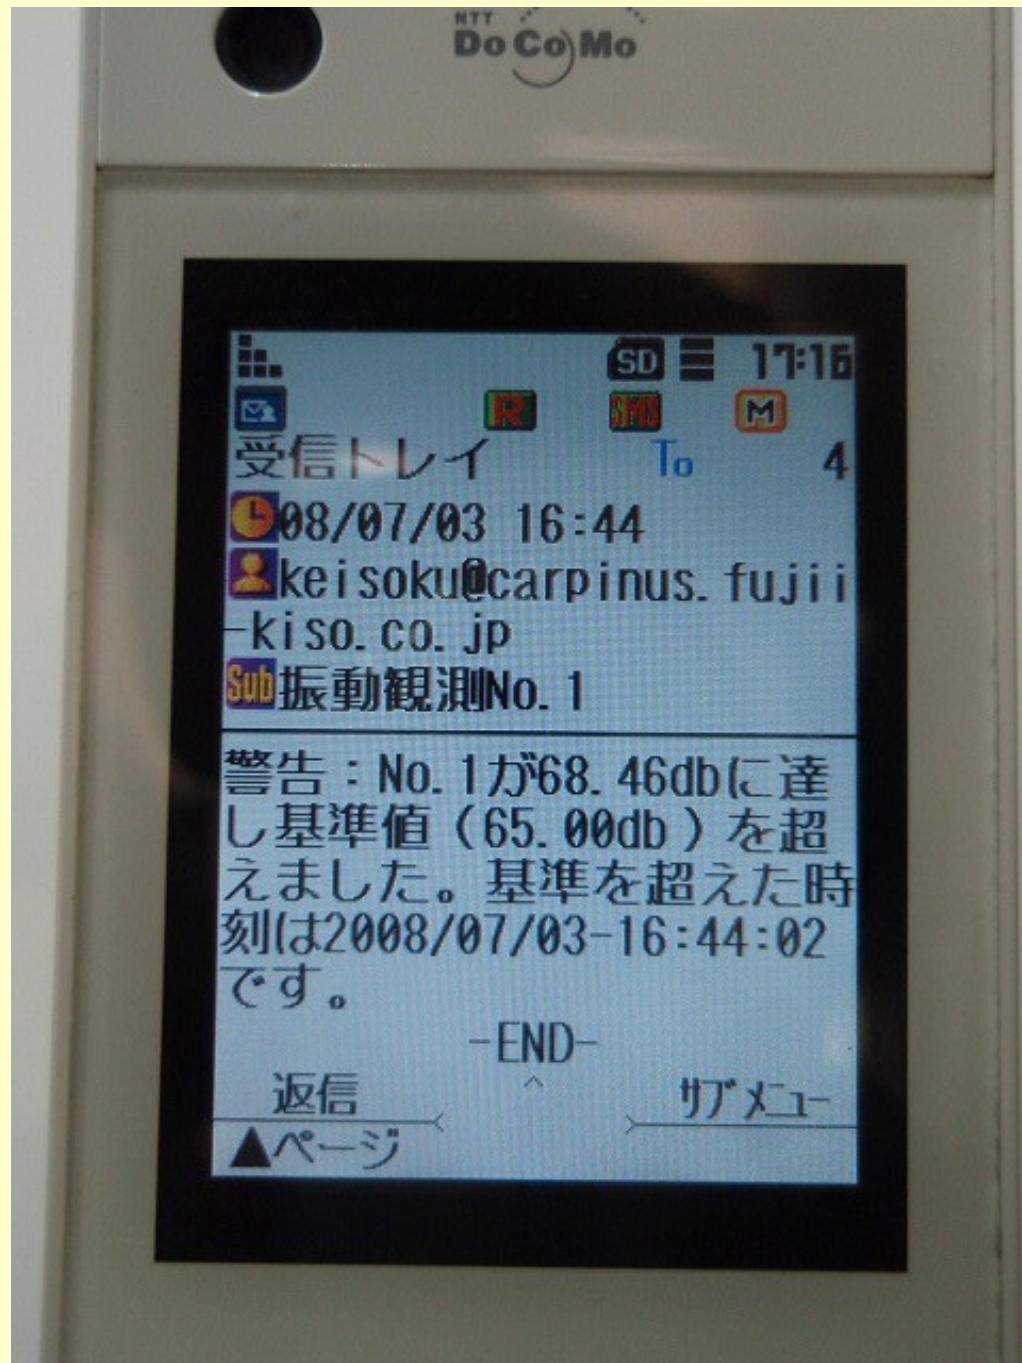 NTT
DoCoMo
SD 17:16
R SMS M
受信トレイ To 4
08/07/03 16:44
keisoku@carpinus.fujii
-kiso.co.jp
Sub振動観測No.1
警告：No.1が68.46dbに達
し基準値（65.00db）を超
えました。基準を超えた時
刻は2008/07/03-16:44:02
です。
-END-
返信 ｻﾌﾞﾒﾆｭｰ
▲ページ